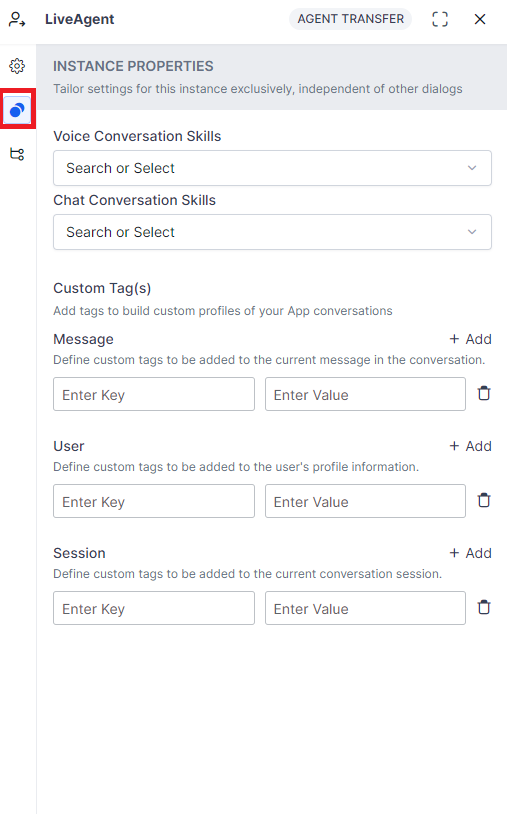 LiveAgent AGENT TRANSFER
INSTANCE PROPERTIES
Tailor settings for this instance exclusively, independent of other dialogs
Voice Conversation Skills
Search or Select
Chat Conversation Skills
Search or Select
Custom Tag(s)
Add tags to build custom profiles of your App conversations
Message + Add
Define custom tags to be added to the current message in the conversation.
Enter Key Enter Value
User + Add
Define custom tags to be added to the user's profile information.
Enter Key Enter Value
Session + Add
Define custom tags to be added to the current conversation session.
Enter Key Enter Value